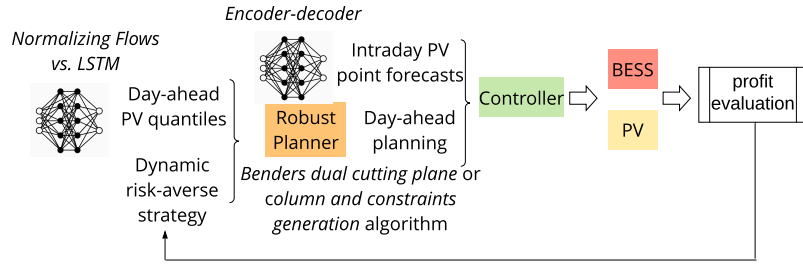 Encoder-decoder
Normalizing Flows
vs. LSTM
Day-ahead
PV quantiles
Dynamic
risk-averse
strategy
Robust
Planner
Intraday PV
point forecasts
Day-ahead
planning
Benders dual cutting plane or
column and constraints
generation algorithm
Controller
BESS
PV
profit
evaluation